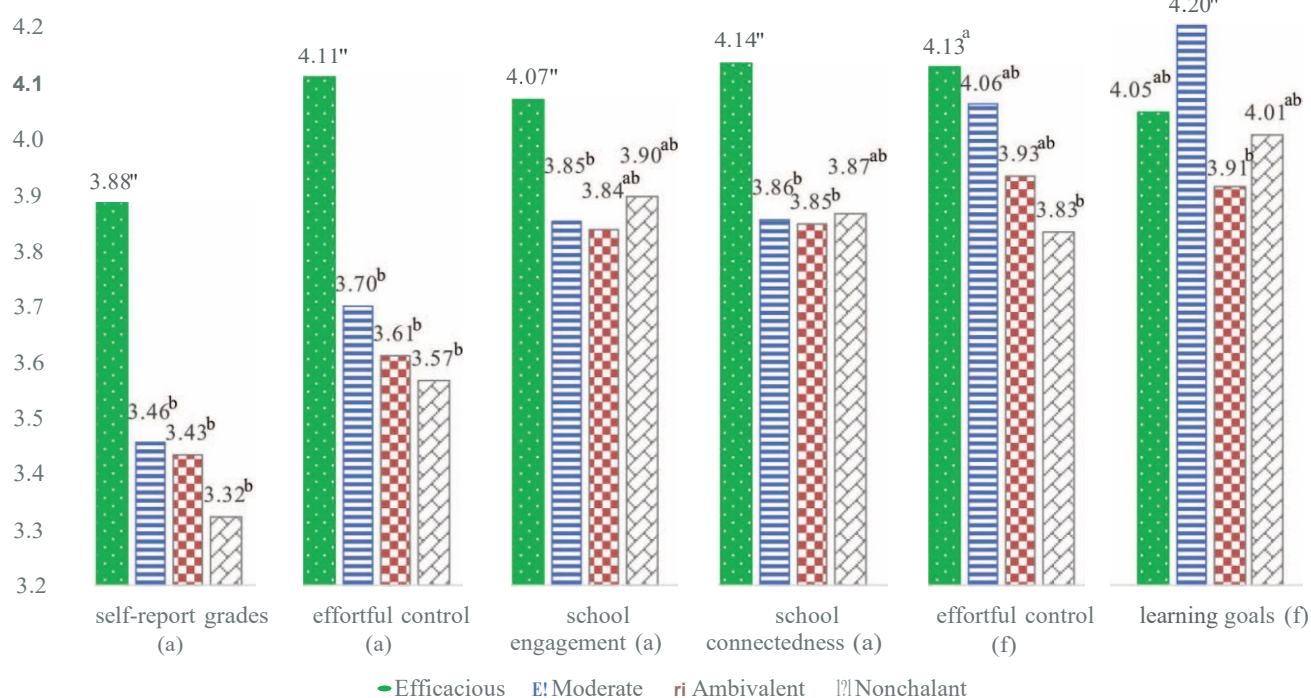 4.2
4.1
4.0
3.9
3.8
3.7
3.6
3.5
3.4
3.3
3.2
3.88"
3.46b
3.43b
3.32b
4.11"
3.70b
3.61b
3.57b
4.07"
3.85b
3.84ab
3.90ab
4.14"
3.86b
3.85b
3.87ab
4.13a
4.06ab
3.93ab
3.83b
4.05ab
4.20"
3.91b
4.01ab
self-report grades
(a)
effortful control
(a)
school
engagement (a)
school
connectedness (a)
effortful control
(f)
learning goals (f)
Efficacious E! Moderate ri Ambivalent [?] Nonchalant